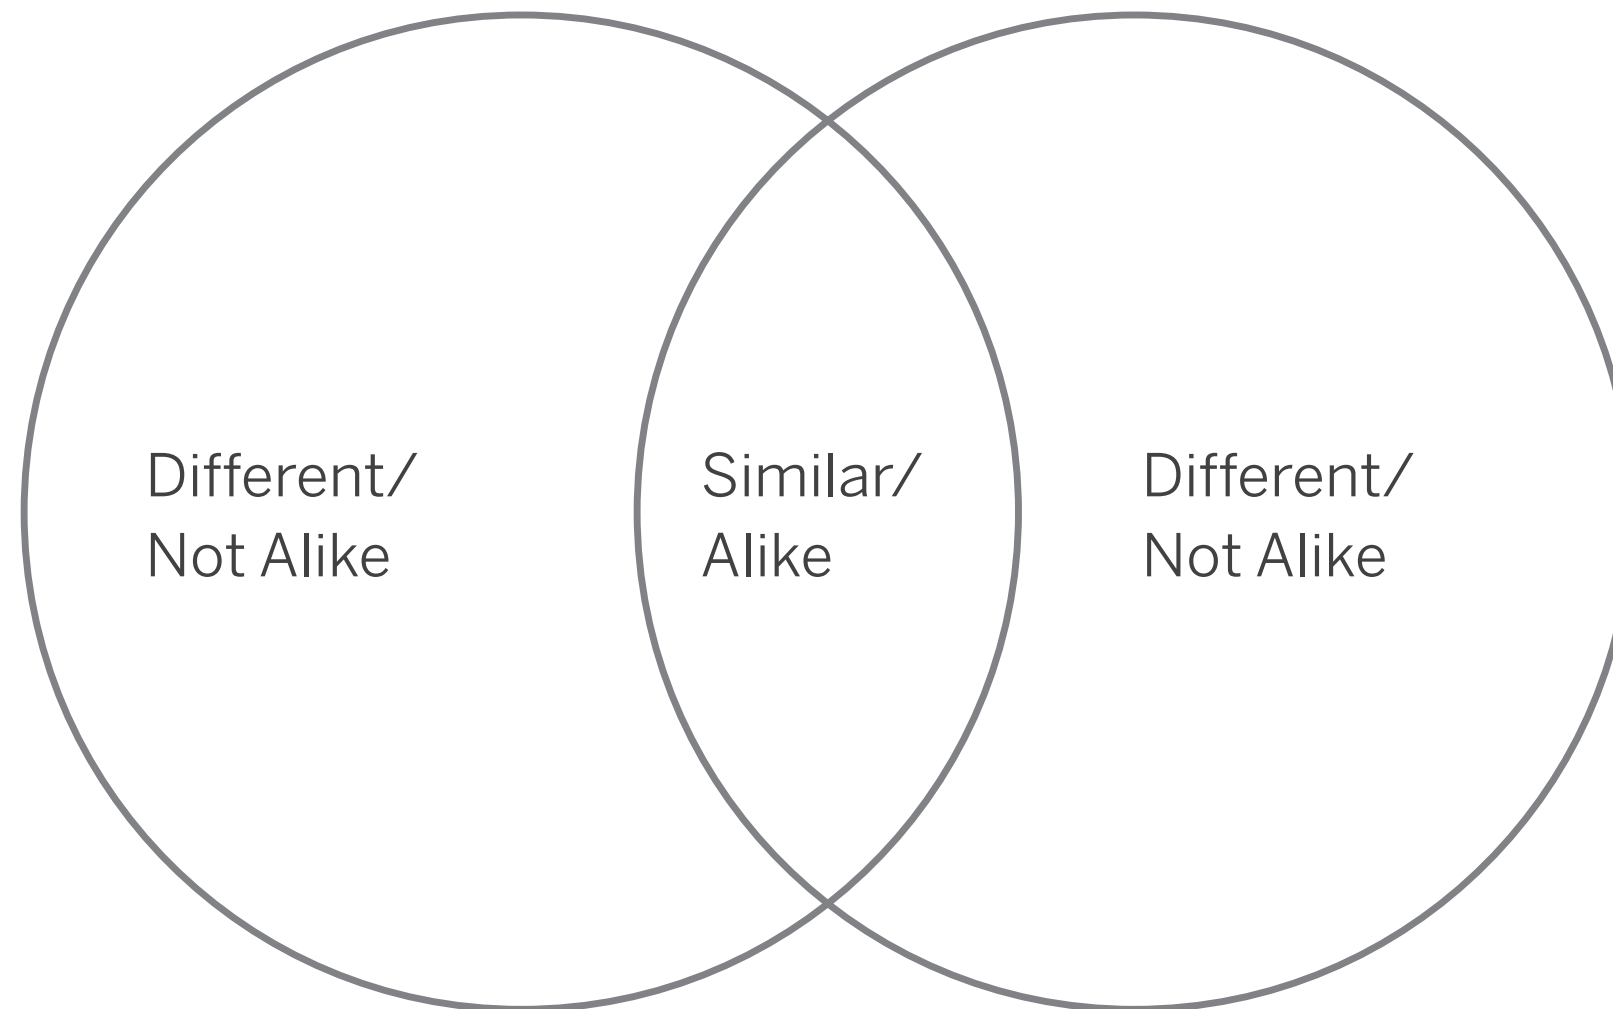 Different/
Not Alike
Similar/
Alike
Different/
Not Alike